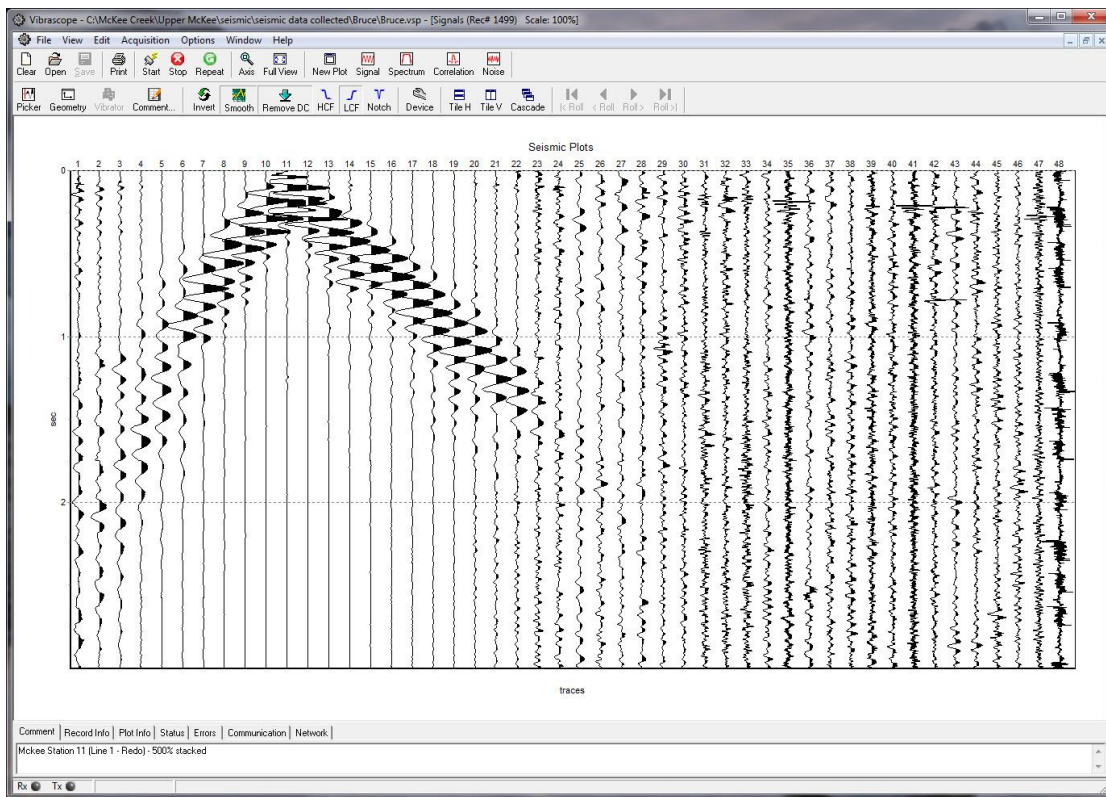 Vibrascope - C:\McKee Creek\Upper McKee\seismic\seismic data collected\Bruce\Bruce.vsp - [Signals (Rec# 1499) Scale: 100%]
File View Edit Acquisition Options Window Help
Clear Open Save Print Start Stop Repeat Axis Full View New Plot Signal Spectrum Correlation Noise
Picker Geometry Vibrator Comment... Invert Smooth Remove DC HCF LCF Notch Device Tile H Tile V Cascade |< Roll < Roll Roll > Roll >|
Seismic Plots
1 2 3 4 5 6 7 8 9 10 11 12 13 14 15 16 17 18 19 20 21 22 23 24 25 26 27 28 29 30 31 32 33 34 35 36 37 38 39 40 41 42 43 44 45 46 47 48
0
1
sec
2
traces
Comment Record Info Plot Info Status Errors Communication Network
Mckee Station 11 (Line 1 - Redo) - 500% stacked
Rx Tx